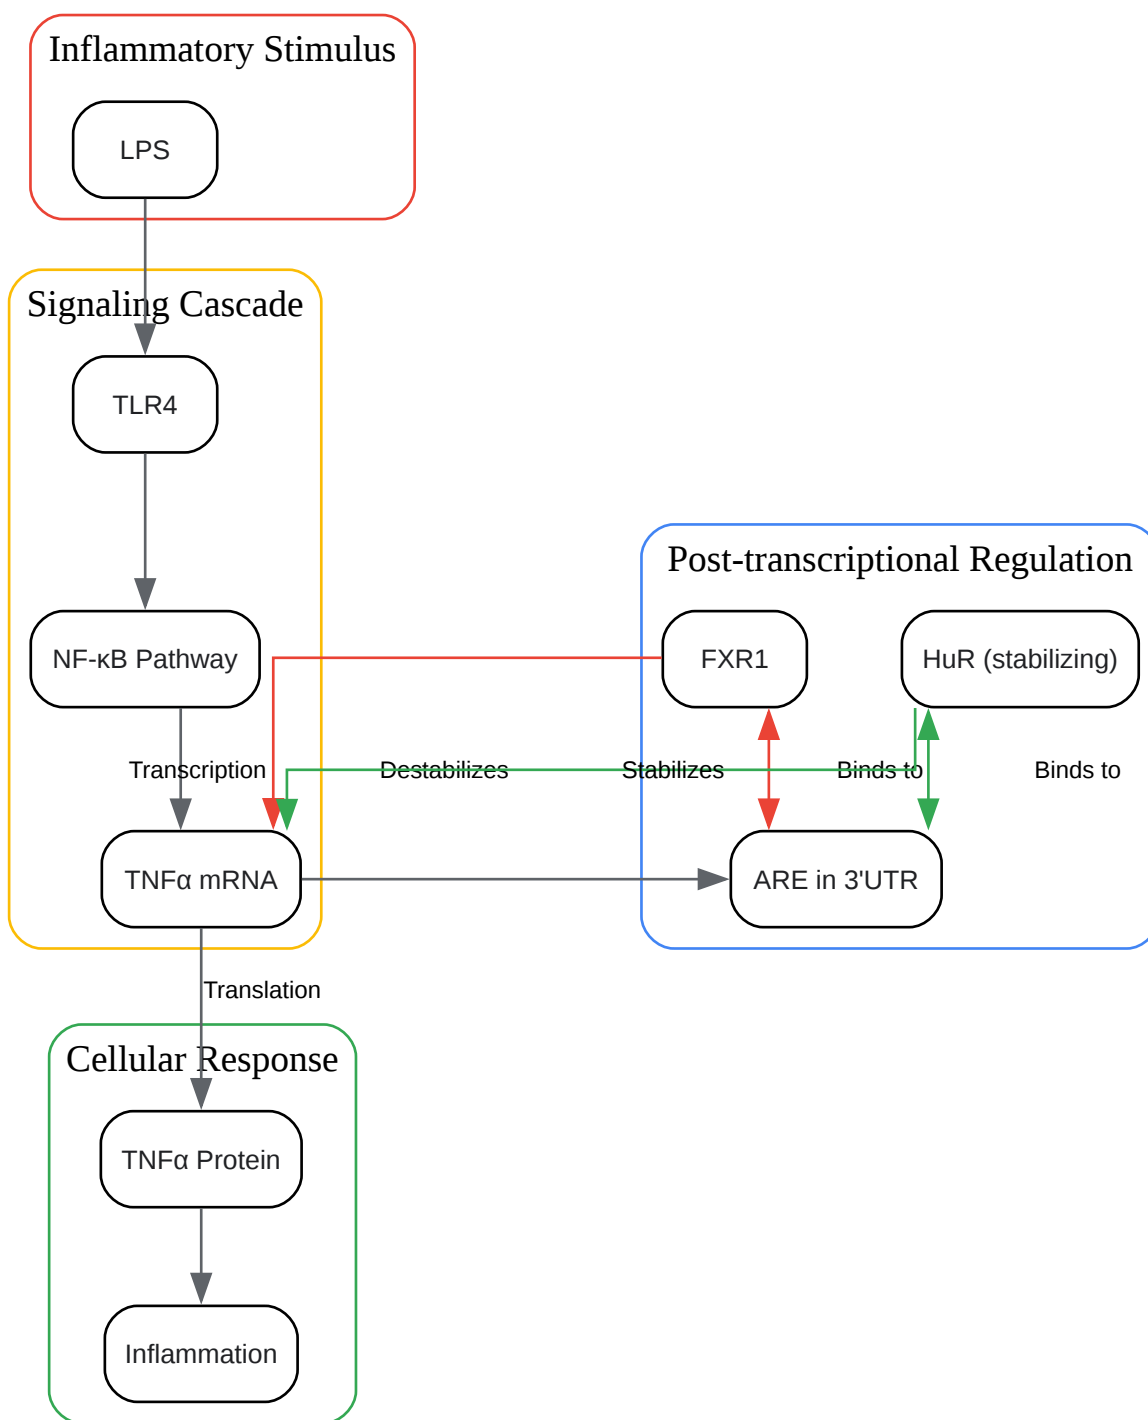 Inflammatory Stimulus
LPS
Signaling Cascade
TLR4
Post-transcriptional Regulation
NF-κB Pathway
FXR1
HuR (stabilizing)
Transcription
Destabilizes
Stabilizes
Binds to
Binds to
TNFα mRNA
ARE in 3'UTR
Translation
Cellular Response
TNFα Protein
Inflammation